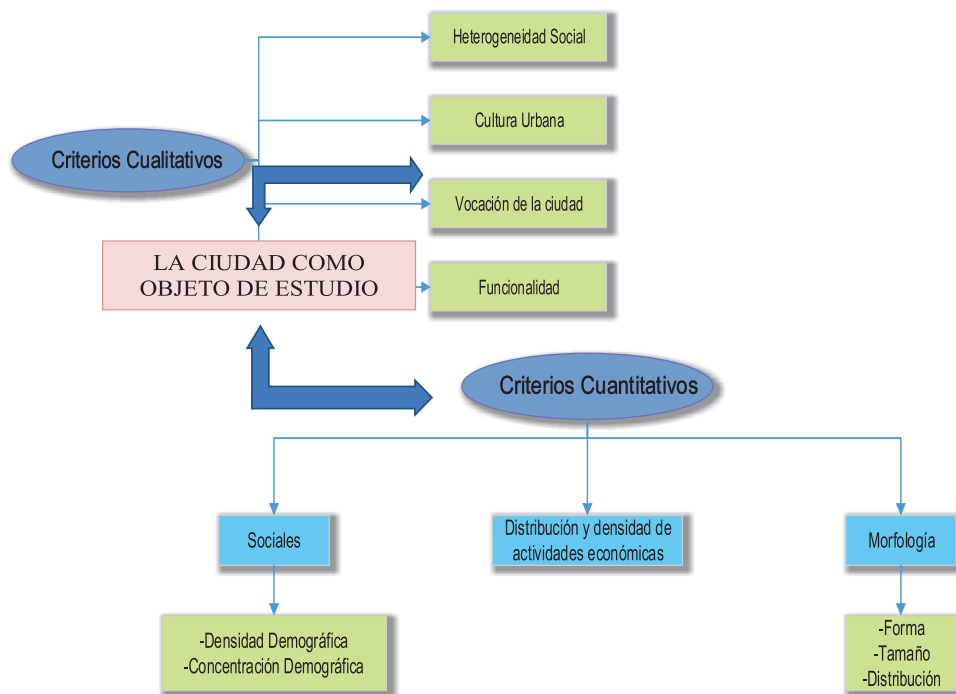 Heterogeneidad Social
Cultura Urbana
Criterios Cualitativos
Vocación de la ciudad
LA CIUDAD COMO
OBJETO DE ESTUDIO
Funcionalidad
Criterios Cuantitativos
Sociales
Distribución y densidad de
actividades económicas
Morfología
-Densidad Demográfica
-Concentración Demográfica
-Forma
-Tamaño
-Distribución